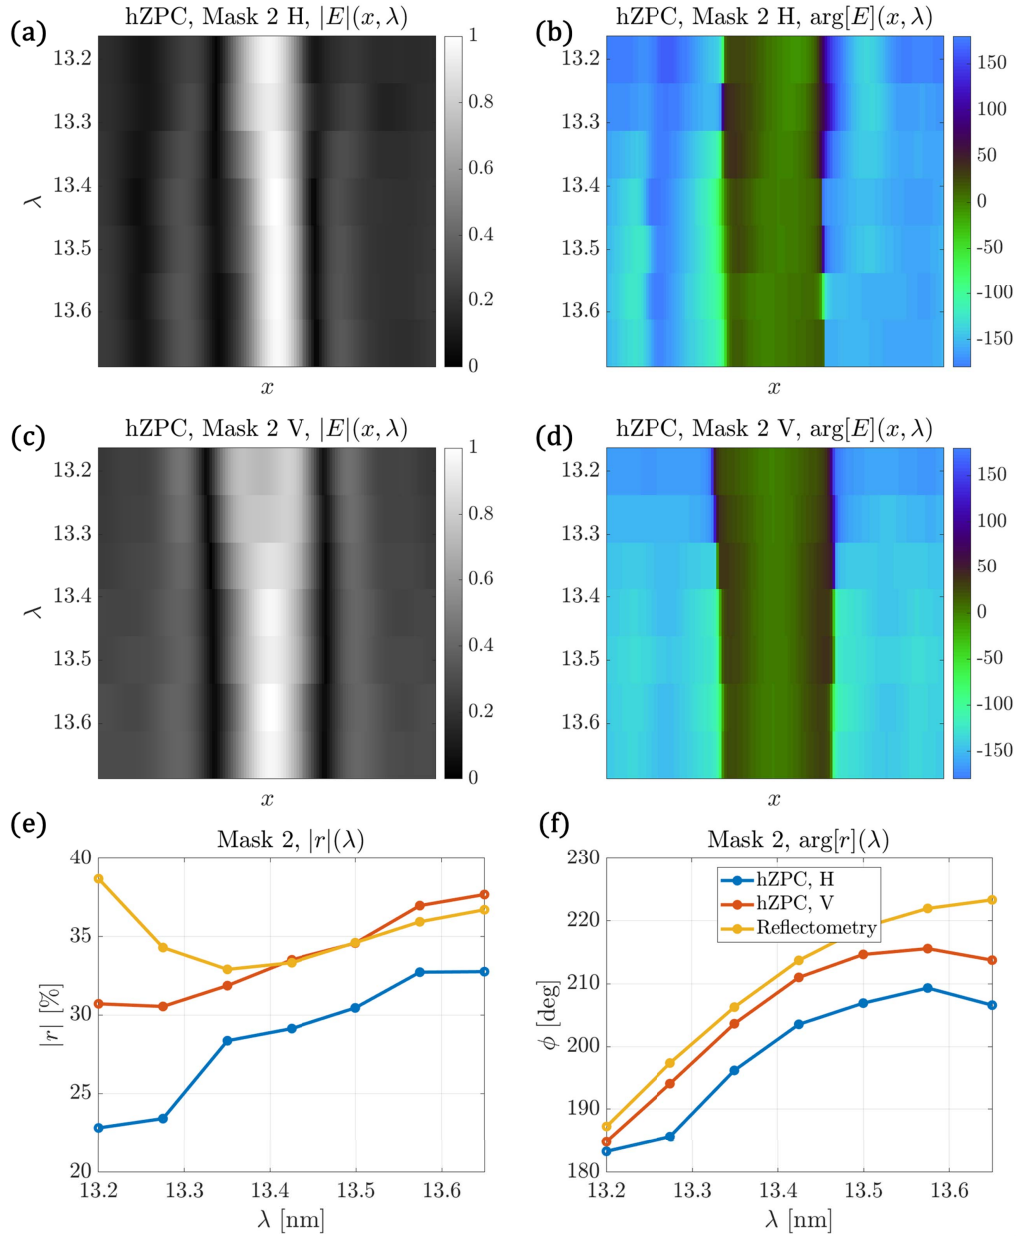 (a)
hZPC, Mask 2 H, |E|(x, λ)
13.2
13.3
13.4
13.5
13.6
λ
x
1
0.8
0.6
0.4
0.2
0
(b)
hZPC, Mask 2 H, arg[E](x, λ)
13.2
13.3
13.4
13.5
13.6
x
150
100
50
0
-50
-100
-150
(c)
hZPC, Mask 2 V, |E|(x, λ)
13.2
13.3
13.4
13.5
13.6
λ
x
1
0.8
0.6
0.4
0.2
0
(d)
hZPC, Mask 2 V, arg[E](x, λ)
13.2
13.3
13.4
13.5
13.6
x
150
100
50
0
-50
-100
-150
(e)
Mask 2, |r|(λ)
40
35
30
25
20
|r| [%]
13.2
13.3
13.4
13.5
13.6
λ [nm]
(f)
Mask 2, arg[r](λ)
230
220
210
200
190
180
ϕ [deg]
hZPC, H
hZPC, V
Reflectometry
13.2
13.3
13.4
13.5
13.6
λ [nm]